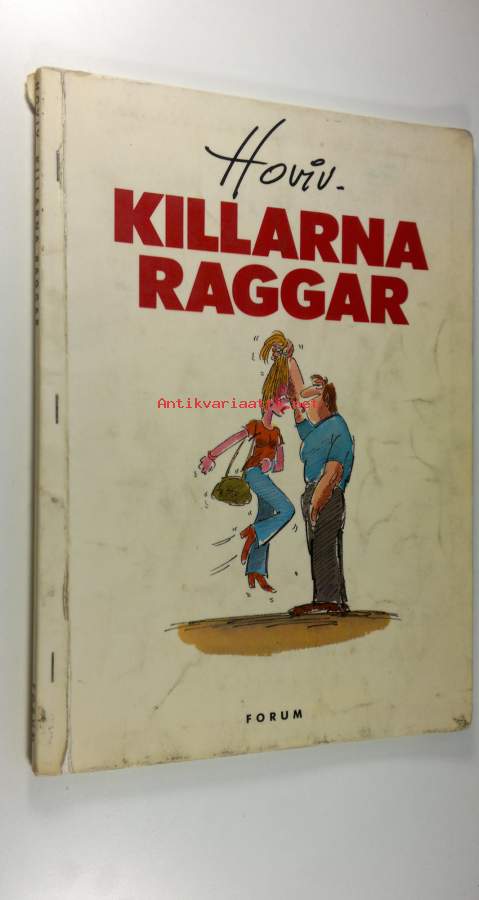 Hoviv.
KILLARNA
RAGGAR
Antikvariaatti.net
FORUM